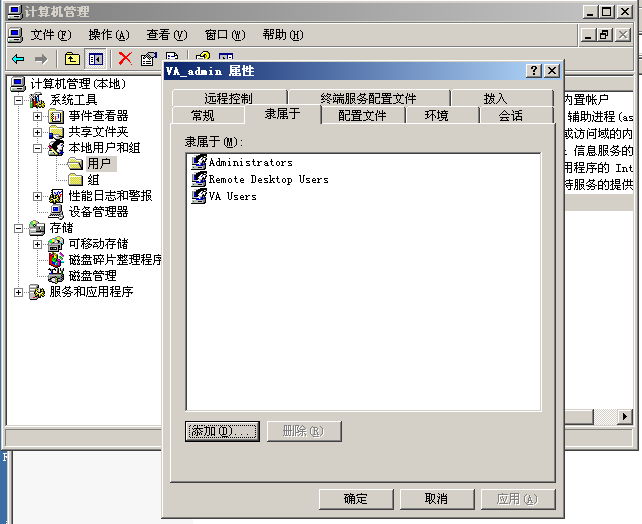 计算机管理
文件(F) 操作(A) 查看(V) 窗口(W) 帮助(H)
计算机管理(本地)
系统工具
事件查看器
共享文件夹
本地用户和组
用户
组
性能日志和警报
设备管理器
存储
可移动存储
磁盘碎片整理程序
磁盘管理
服务和应用程序
VA_admin 属性
远程控制 终端服务配置文件 拨入
常规 隶属于 配置文件 环境 会话
隶属于(M):
Administrators
Remote Desktop Users
VA Users
添加(D)... 删除(R)
确定 取消 应用(A)
内置帐户
辅助进程(as
或访问域的内
信息服务的
用程序的 Int
持服务的提供